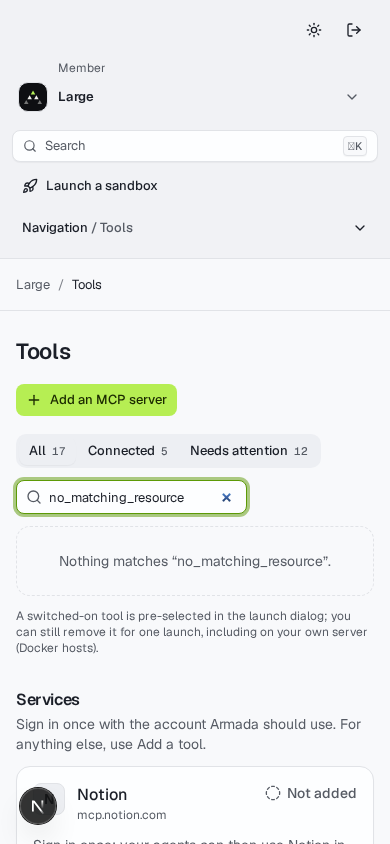 Member
Large
Search
K
Launch a sandbox
Navigation / Tools
Large / Tools
Tools
Add an MCP server
All 17 Connected 5 Needs attention 12
no_matching_resource
Nothing matches “no_matching_resource”.
A switched-on tool is pre-selected in the launch dialog; you
can still remove it for one launch, including on your own server
(Docker hosts).
Services
Sign in once with the account Armada should use. For
anything else, use Add a tool.
N
Notion
Not added
mcp.notion.com